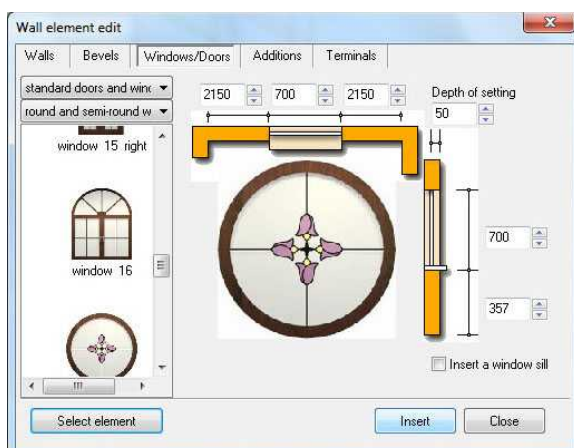 Wall element edit
Walls Bevels Windows/Doors Additions Terminals
standard doors and wind
round and semi-round w
window 15 right
window 16
2150 700 2150
Depth of setting
50
700
357
Insert a window sill
Select element Insert Close